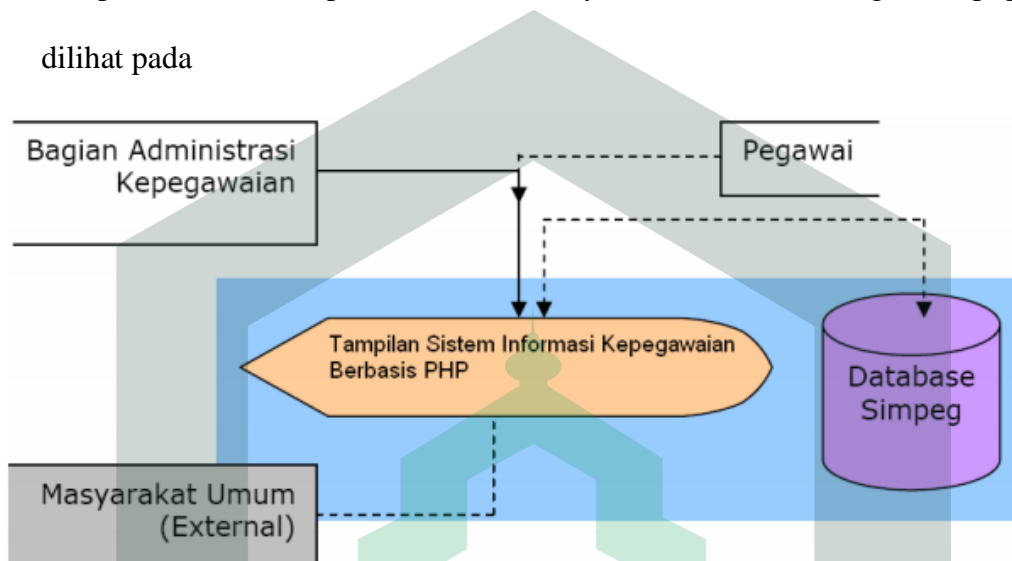 dilihat pada
Bagian Administrasi
Kepegawaian
Pegawai
Tampilan Sistem Informasi Kepegawaian
Berbasis PHP
Database
Simpeg
Masyarakat Umum
(External)